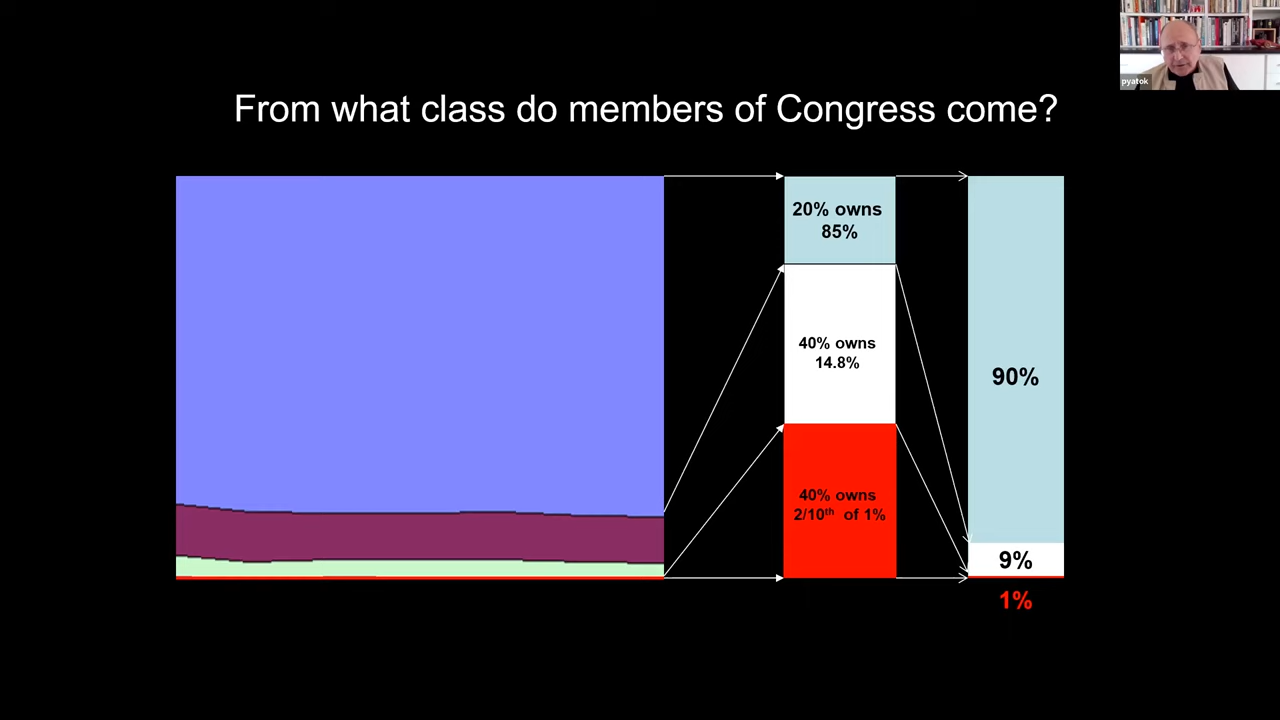 pyatok
From what class do members of Congress come?
20% owns
85%
40% owns
14.8%
40% owns
2/10th of 1%
90%
9%
1%